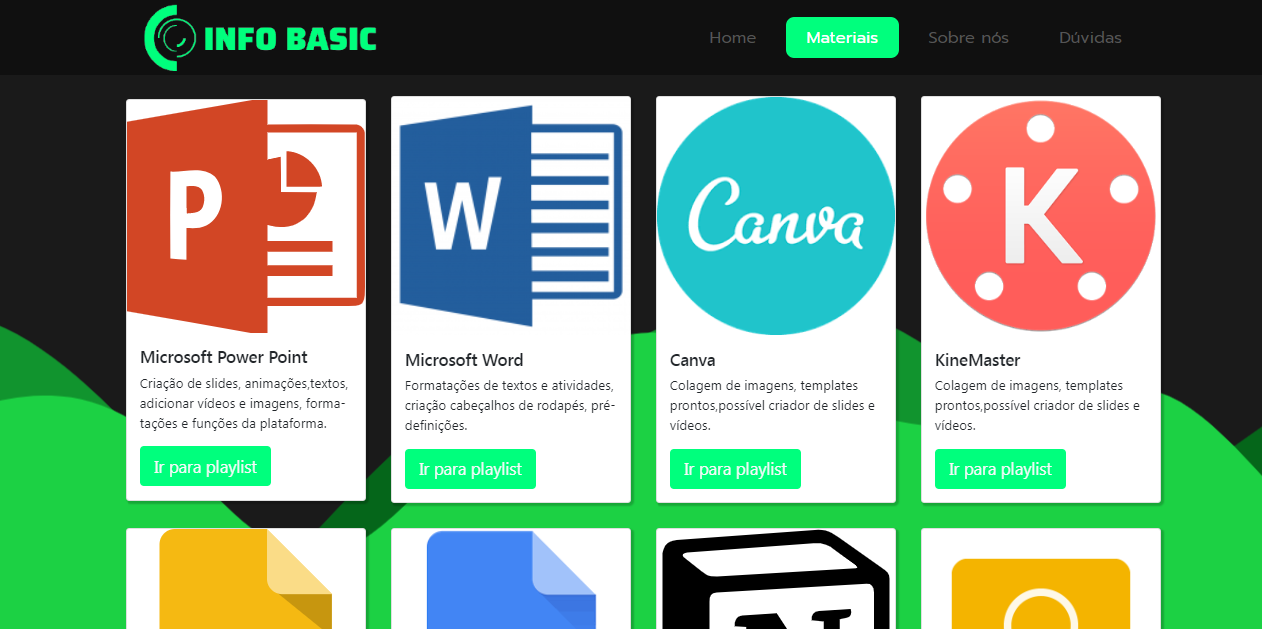 INFO BASIC
Home
Materiais
Sobre nós
Dúvidas
P
W
Canva
K
Microsoft Power Point
Criação de slides, animações,textos,
adicionar vídeos e imagens, forma-
tações e funções da plataforma.
Ir para playlist
Microsoft Word
Formatações de textos e atividades,
criação cabeçalhos de rodapés, pré-
definições.
Ir para playlist
Canva
Colagem de imagens, templates
prontos,possível criador de slides e
vídeos.
Ir para playlist
KineMaster
Colagem de imagens, templates
prontos,possível criador de slides e
vídeos.
Ir para playlist
N